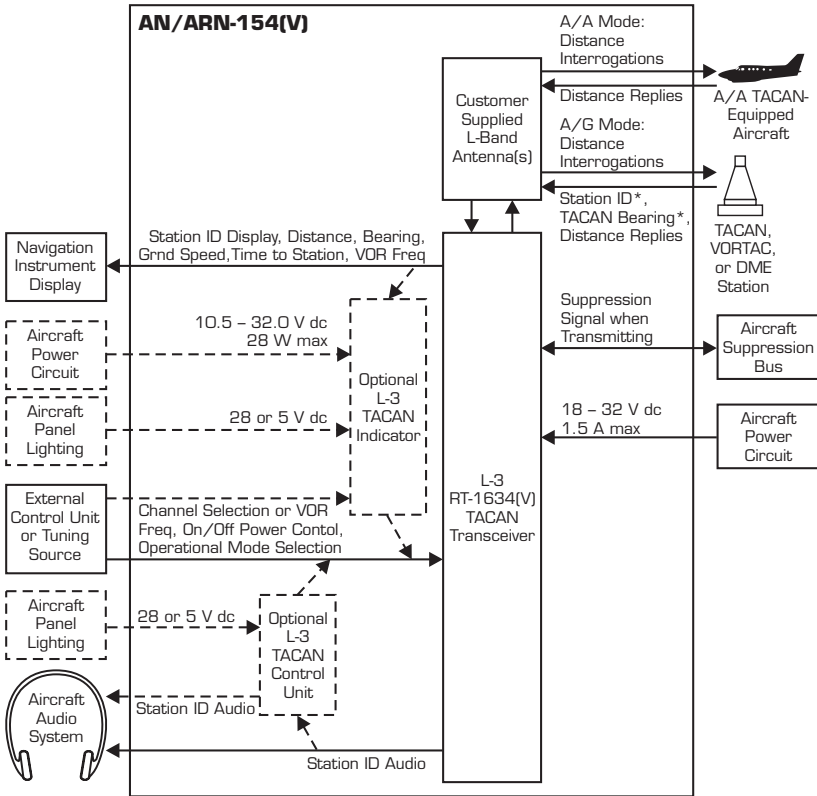 AN/ARN-154(V)
A/A Mode:
Distance
Interrogations
Distance Replies
A/A TACAN-
Equipped
Aircraft
Customer
Supplied
L-Band
Antenna(s)
A/G Mode:
Distance
Interrogations
Station ID*,
TACAN Bearing*,
Distance Replies
TACAN,
VORTAC,
or DME
Station
Navigation
Instrument
Display
Station ID Display, Distance, Bearing,
Grnd Speed,Time to Station, VOR Freq
Aircraft
Power
Circuit
10.5 – 32.0 V dc
28 W max
Optional
L-3
TACAN
Indicator
Suppression
Signal when
Transmitting
Aircraft
Suppression
Bus
Aircraft
Panel
Lighting
28 or 5 V dc
18 – 32 V dc
1.5 A max
Aircraft
Power
Circuit
L-3
RT-1634(V)
TACAN
Transceiver
External
Control Unit
or Tuning
Source
Channel Selection or VOR
Freq, On/Off Power Contol,
Operational Mode Selection
Aircraft
Panel
Lighting
28 or 5 V dc
Optional
L-3
TACAN
Control
Unit
Aircraft
Audio
System
Station ID Audio
Station ID Audio